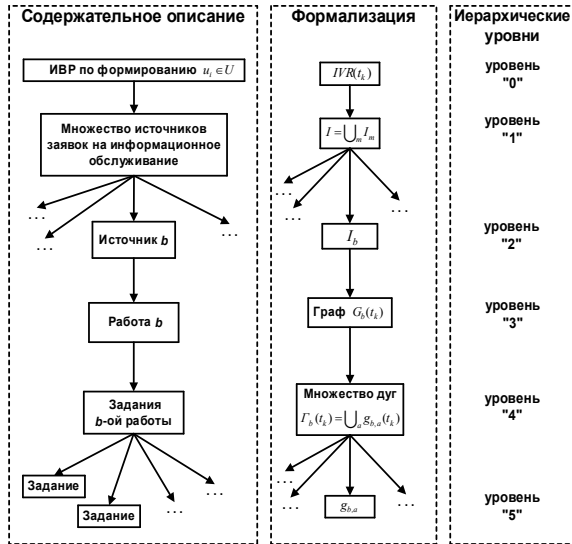 Содержательное описание
Формализация
Иерархические
уровни
ИВР по формированию u_i ∈ U
IVR(t_k)
уровень
"0"
Множество источников
заявок на информационное
обслуживание
I = ⋃_m I_m
уровень
"1"
...
...
...
...
...
...
Источник b
I_b
уровень
"2"
Работа b
Граф G_b(t_k)
уровень
"3"
Задания
b-ой работы
Множество дуг
Γ_b(t_k) = ⋃_a g_{b,a}(t_k)
уровень
"4"
Задание
Задание
...
...
...
...
...
g_{b,a}
уровень
"5"